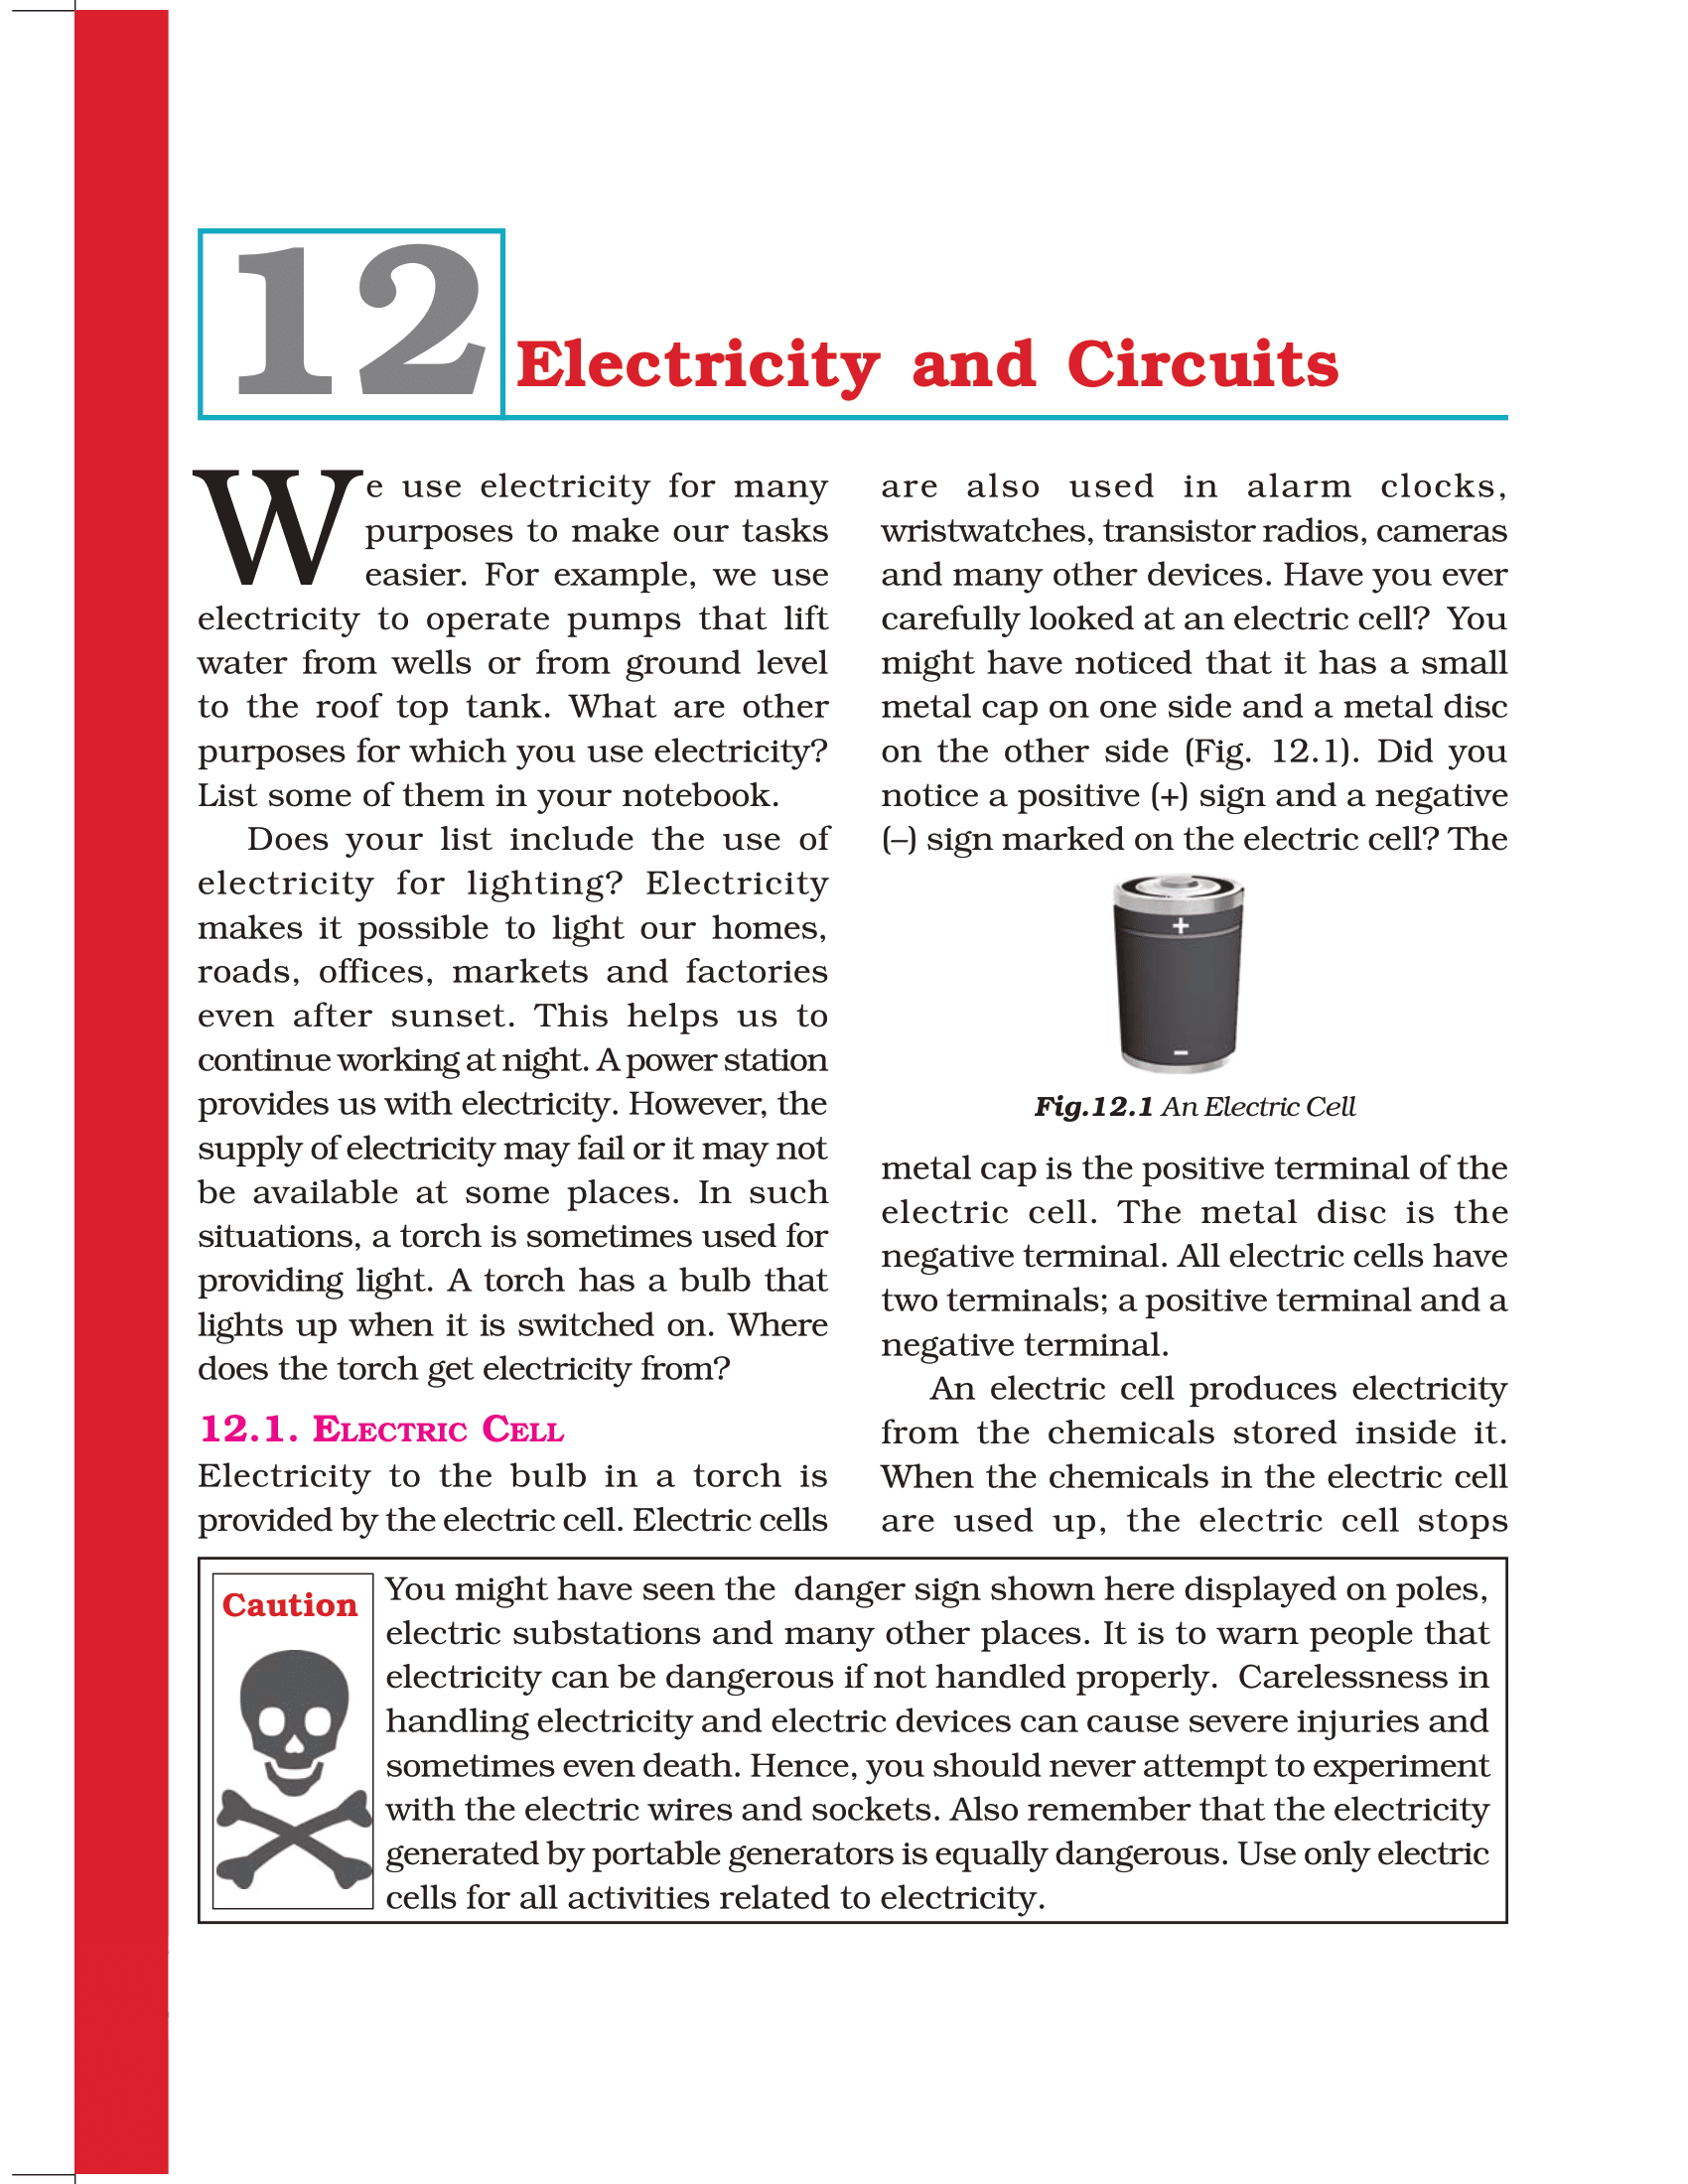 12
Electricity and Circuits
We use electricity for many
purposes to make our tasks
easier. For example, we use
electricity to operate pumps that lift
water from wells or from ground level
to the roof top tank. What are other
purposes for which you use electricity?
List some of them in your notebook.
Does your list include the use of
electricity for lighting? Electricity
makes it possible to light our homes,
roads, offices, markets and factories
even after sunset. This helps us to
continue working at night. A power station
provides us with electricity. However, the
supply of electricity may fail or it may not
be available at some places. In such
situations, a torch is sometimes used for
providing light. A torch has a bulb that
lights up when it is switched on. Where
does the torch get electricity from?
12.1. Electric Cell
Electricity to the bulb in a torch is
provided by the electric cell. Electric cells
are also used in alarm clocks,
wristwatches, transistor radios, cameras
and many other devices. Have you ever
carefully looked at an electric cell? You
might have noticed that it has a small
metal cap on one side and a metal disc
on the other side (Fig. 12.1). Did you
notice a positive (+) sign and a negative
(–) sign marked on the electric cell? The
+
–
Fig.12.1 An Electric Cell
metal cap is the positive terminal of the
electric cell. The metal disc is the
negative terminal. All electric cells have
two terminals; a positive terminal and a
negative terminal.
An electric cell produces electricity
from the chemicals stored inside it.
When the chemicals in the electric cell
are used up, the electric cell stops
Caution
You might have seen the danger sign shown here displayed on poles,
electric substations and many other places. It is to warn people that
electricity can be dangerous if not handled properly. Carelessness in
handling electricity and electric devices can cause severe injuries and
sometimes even death. Hence, you should never attempt to experiment
with the electric wires and sockets. Also remember that the electricity
generated by portable generators is equally dangerous. Use only electric
cells for all activities related to electricity.